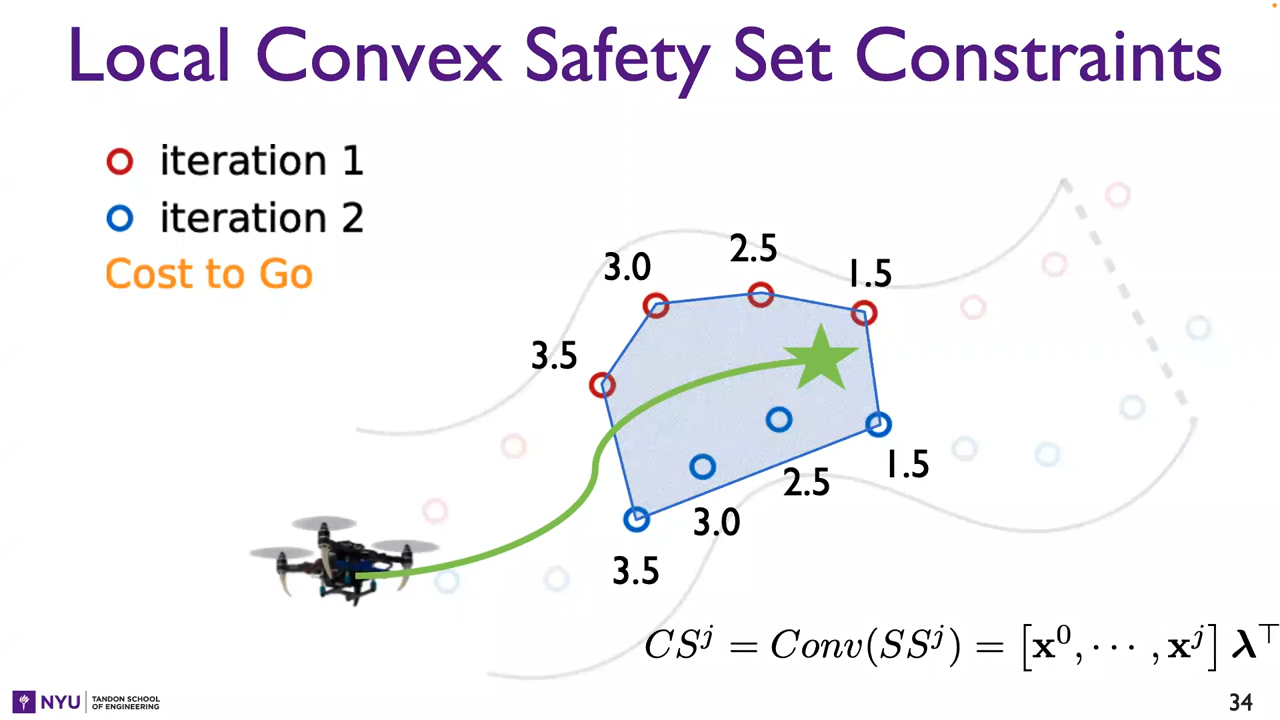 Local Convex Safety Set Constraints
iteration 1
iteration 2
Cost to Go
2.5
3.0
1.5
3.5
1.5
2.5
3.0
3.5
CS^j = Conv(SS^j) = [x^0, ⋯ , x^j] λ^⊤
NYU
TANDON SCHOOL
OF ENGINEERING
34